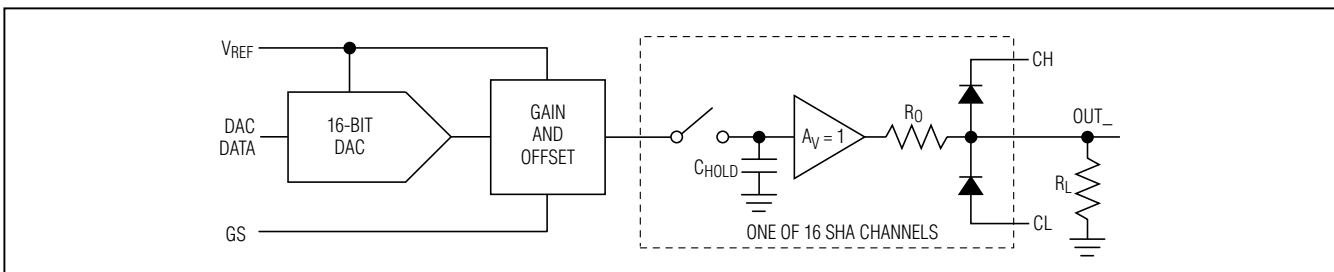 VREF
DAC
DATA
16-BIT
DAC
GAIN
AND
OFFSET
GS
CHOLD
AV = 1
RO
CH
OUT_
RL
CL
ONE OF 16 SHA CHANNELS